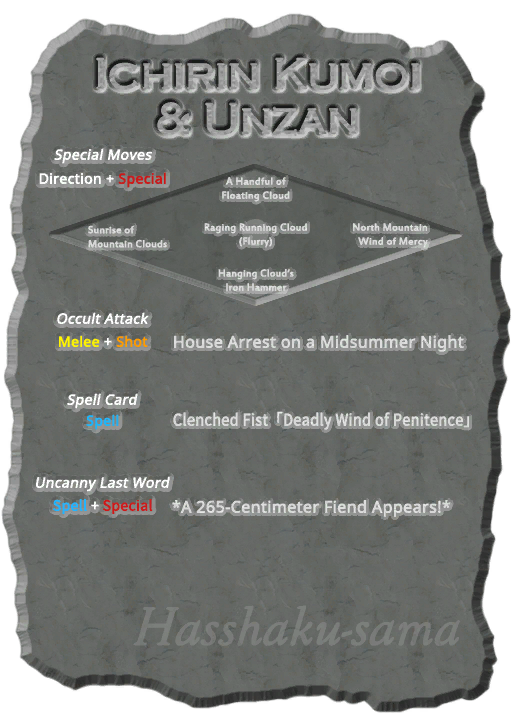 Ichirin Kumoi
& Unzan
Special Moves
Direction + Special
A Handful of
Floating Cloud
Sunrise of
Mountain Clouds
Raging Running Cloud
(Flurry)
North Mountain
Wind of Mercy
Hanging Cloud's
Iron Hammer
Occult Attack
Melee + Shot
House Arrest on a Midsummer Night
Spell Card
Spell
Clenched Fist「Deadly Wind of Penitence」
Uncanny Last Word
Spell + Special
*A 265-Centimeter Fiend Appears!*
Hasshaku-sama